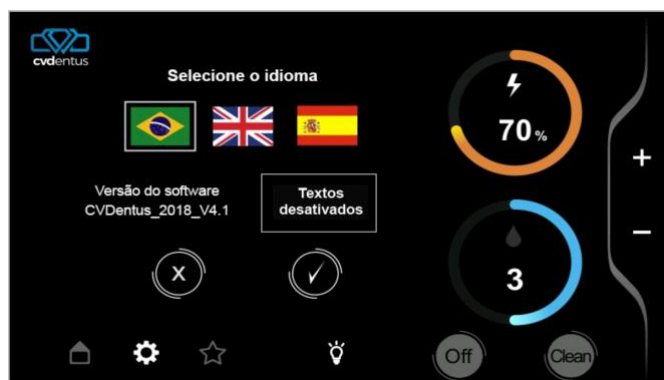 cvdentus
Selecione o idioma
Versão do software
CVDentus_2018_V4.1
Textos
desativados
X
70%
+
−
3
Off
Clean